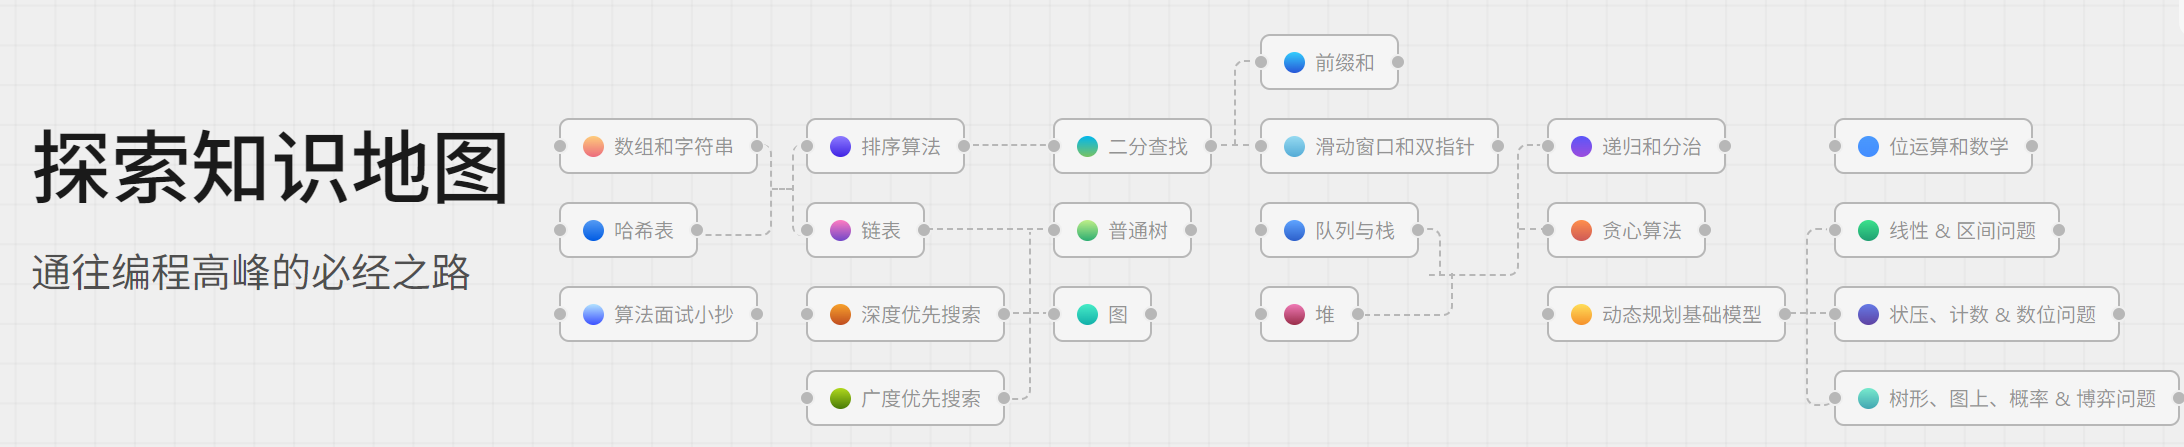 探索知识地图
通往编程高峰的必经之路
数组和字符串
哈希表
算法面试小抄
排序算法
链表
深度优先搜索
广度优先搜索
二分查找
普通树
图
前缀和
滑动窗口和双指针
队列与栈
堆
递归和分治
贪心算法
动态规划基础模型
位运算和数学
线性 & 区间问题
状压、计数 & 数位问题
树形、图上、概率 & 博弈问题